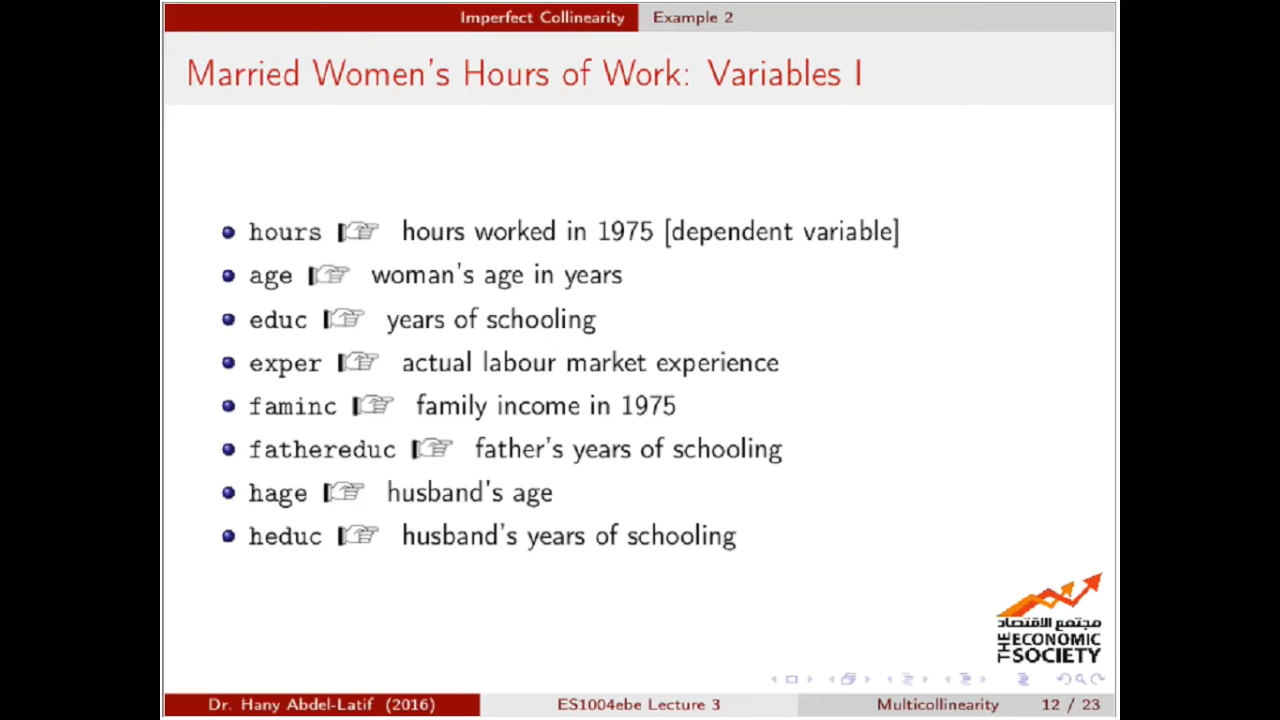 Imperfect Collinearity Example 2
Married Women's Hours of Work: Variables I
hours ☞ hours worked in 1975 [dependent variable]
age ☞ woman's age in years
educ ☞ years of schooling
exper ☞ actual labour market experience
faminc ☞ family income in 1975
fathereduc ☞ father's years of schooling
hage ☞ husband's age
heduc ☞ husband's years of schooling
مجتمع الاقتصاد
THE ECONOMIC
SOCIETY
Dr. Hany Abdel-Latif (2016) ES1004ebe Lecture 3 Multicollinearity 12 / 23